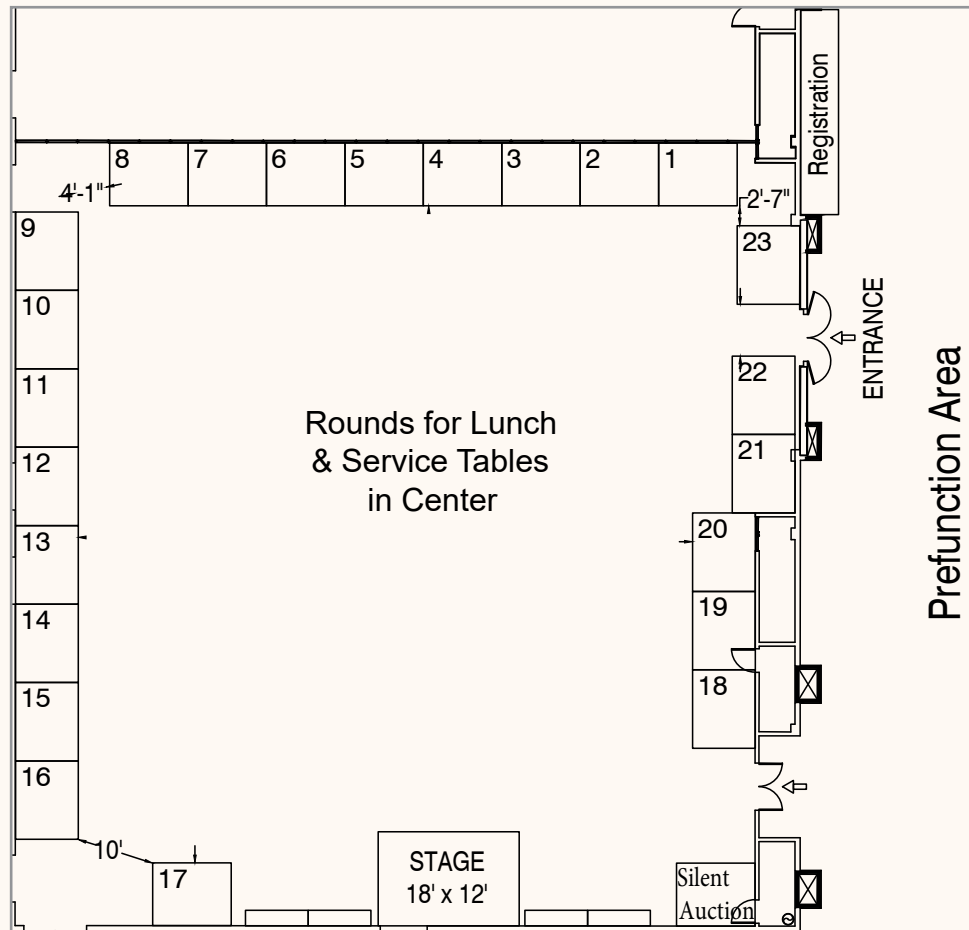 Registration
8
7
6
5
4
3
2
1
4'-1"
2'-7"
9
23
10
ENTRANCE
11
22
Prefunction Area
Rounds for Lunch
& Service Tables
in Center
12
21
13
20
14
19
15
18
16
10'
17
STAGE
18' x 12'
Silent
Auction